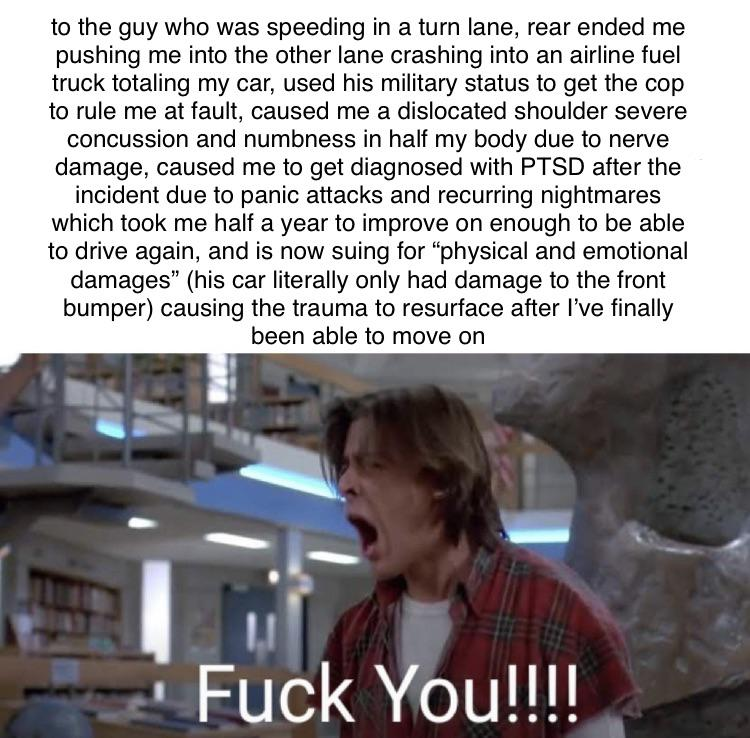 to the guy who was speeding in a turn lane, rear ended me
pushing me into the other lane crashing into an airline fuel
truck totaling my car, used his military status to get the cop
to rule me at fault, caused me a dislocated shoulder severe
concussion and numbness in half my body due to nerve
damage, caused me to get diagnosed with PTSD after the
incident due to panic attacks and recurring nightmares
which took me half a year to improve on enough to be able
to drive again, and is now suing for “physical and emotional
damages” (his car literally only had damage to the front
bumper) causing the trauma to resurface after I’ve finally
been able to move on
Fuck You!!!!